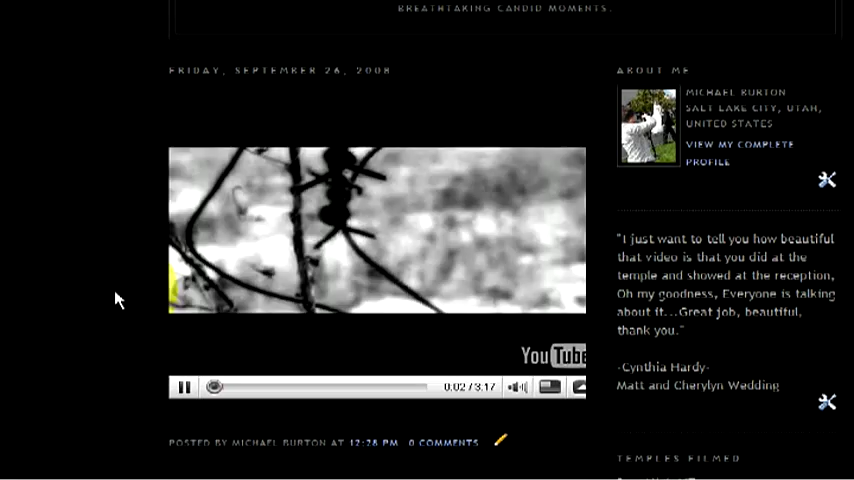 BREATHTAKING CANDID MOMENTS.
FRIDAY, SEPTEMBER 26, 2008
ABOUT ME
MICHAEL BURTON
SALT LAKE CITY, UTAH,
UNITED STATES
VIEW MY COMPLETE
PROFILE
"I just want to tell you how beautiful
that video is that you did at the
temple and showed at the reception,
Oh my goodness, Everyone is talking
about it...Great job, beautiful,
thank you."
-Cynthia Hardy-
Matt and Cherylyn Wedding
YouTube
0:02 / 3:17
POSTED BY MICHAEL BURTON AT 12:28 PM 0 COMMENTS
TEMPLES FILMED